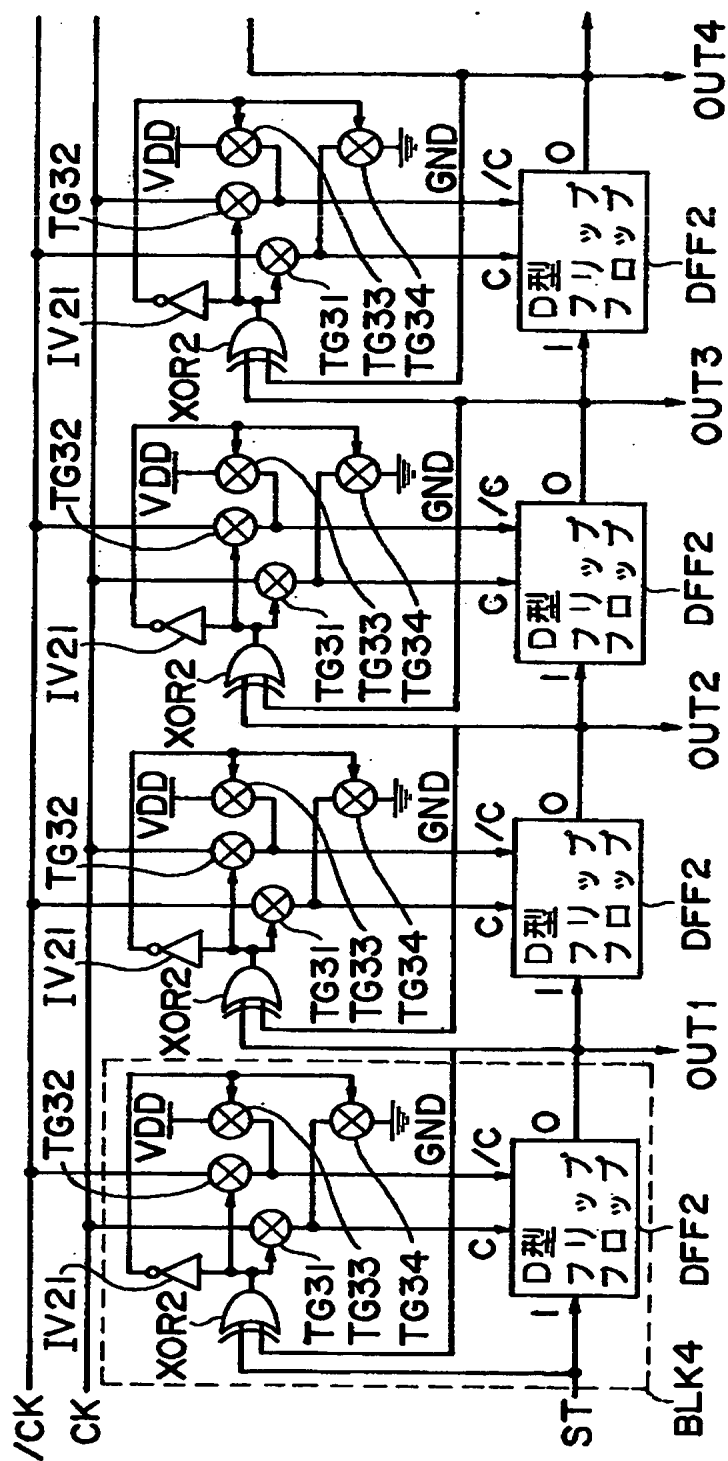 /CK
CK
IV21
TG32
VDD
XOR2
TG31
TG33
TG34
GND
C
/C
I
D型
フリップ
フロップ
O
DFF2
ST
BLK4
OUT1
IV21
TG32
VDD
XOR2
TG31
TG33
TG34
GND
C
/C
I
D型
フリップ
フロップ
O
DFF2
OUT2
IV21
TG32
VDD
XOR2
TG31
TG33
TG34
GND
G
/G
I
D型
フリップ
フロップ
O
DFF2
OUT3
IV21
TG32
VDD
XOR2
TG31
TG33
TG34
GND
C
/C
I
D型
フリップ
フロップ
O
DFF2
OUT4